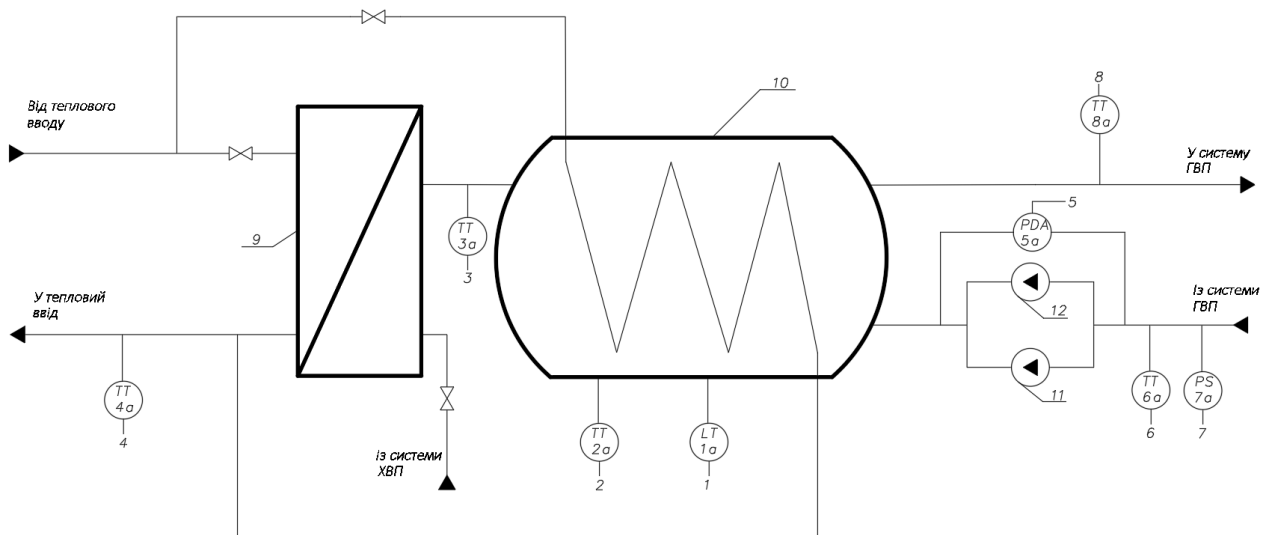 Від теплового
вводу
10
8
TT
8a
У систему
ГВП
9
TT
3a
3
5
PDA
5a
У тепловий
ввід
Із системи
ГВП
12
11
TT
4a
4
Із системи
ХВП
TT
2a
2
LT
1a
1
TT
6a
6
PS
7a
7